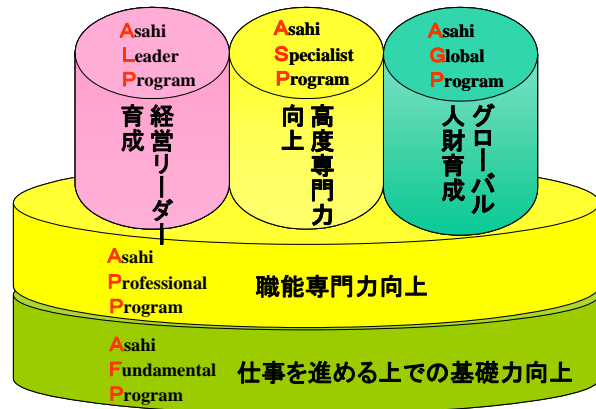 Asahi
Leader
Program
経営リーダー
育成
Asahi
Specialist
Program
高度専門力
向上
Asahi
Global
Program
グローバル
人財育成
Asahi
Professional
Program
職能専門力向上
Asahi
Fundamental
Program
仕事を進める上での基礎力向上